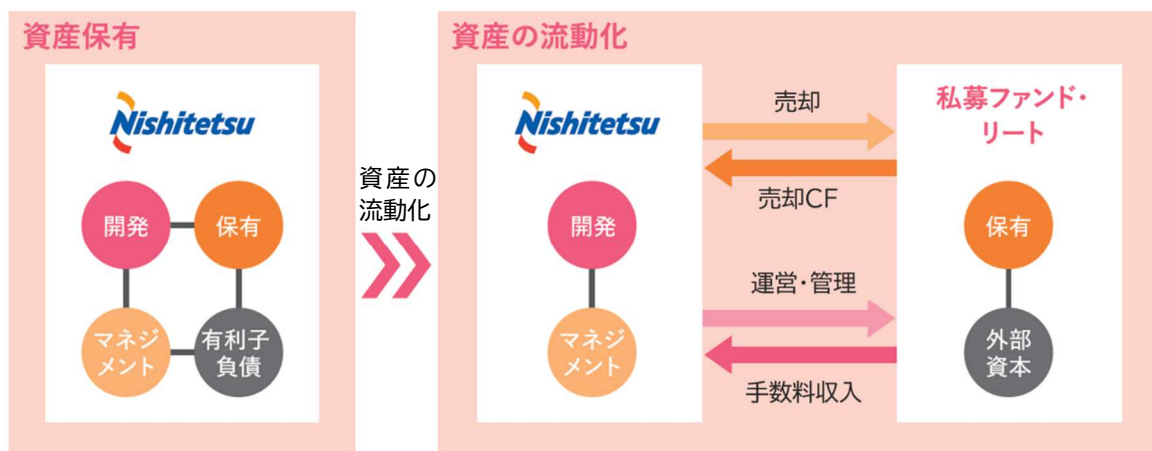 資産保有
Nishitetsu
開発
保有
マネジ
メント
有利子
負債
資産の
流動化
資産の流動化
Nishitetsu
開発
マネジ
メント
売却
売却CF
運営・管理
手数料収入
私募ファンド・
リート
保有
外部
資本